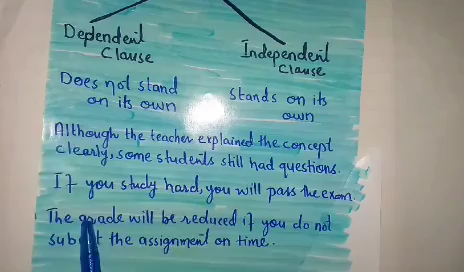 Dependent
Clause
Independent
Clause
Does not stand
on its own
Stands on its
own
Although the teacher explained the concept
clearly, some students still had questions.
If you study hard, you will pass the exam.
The grade will be reduced if you do not
submit the assignment on time.